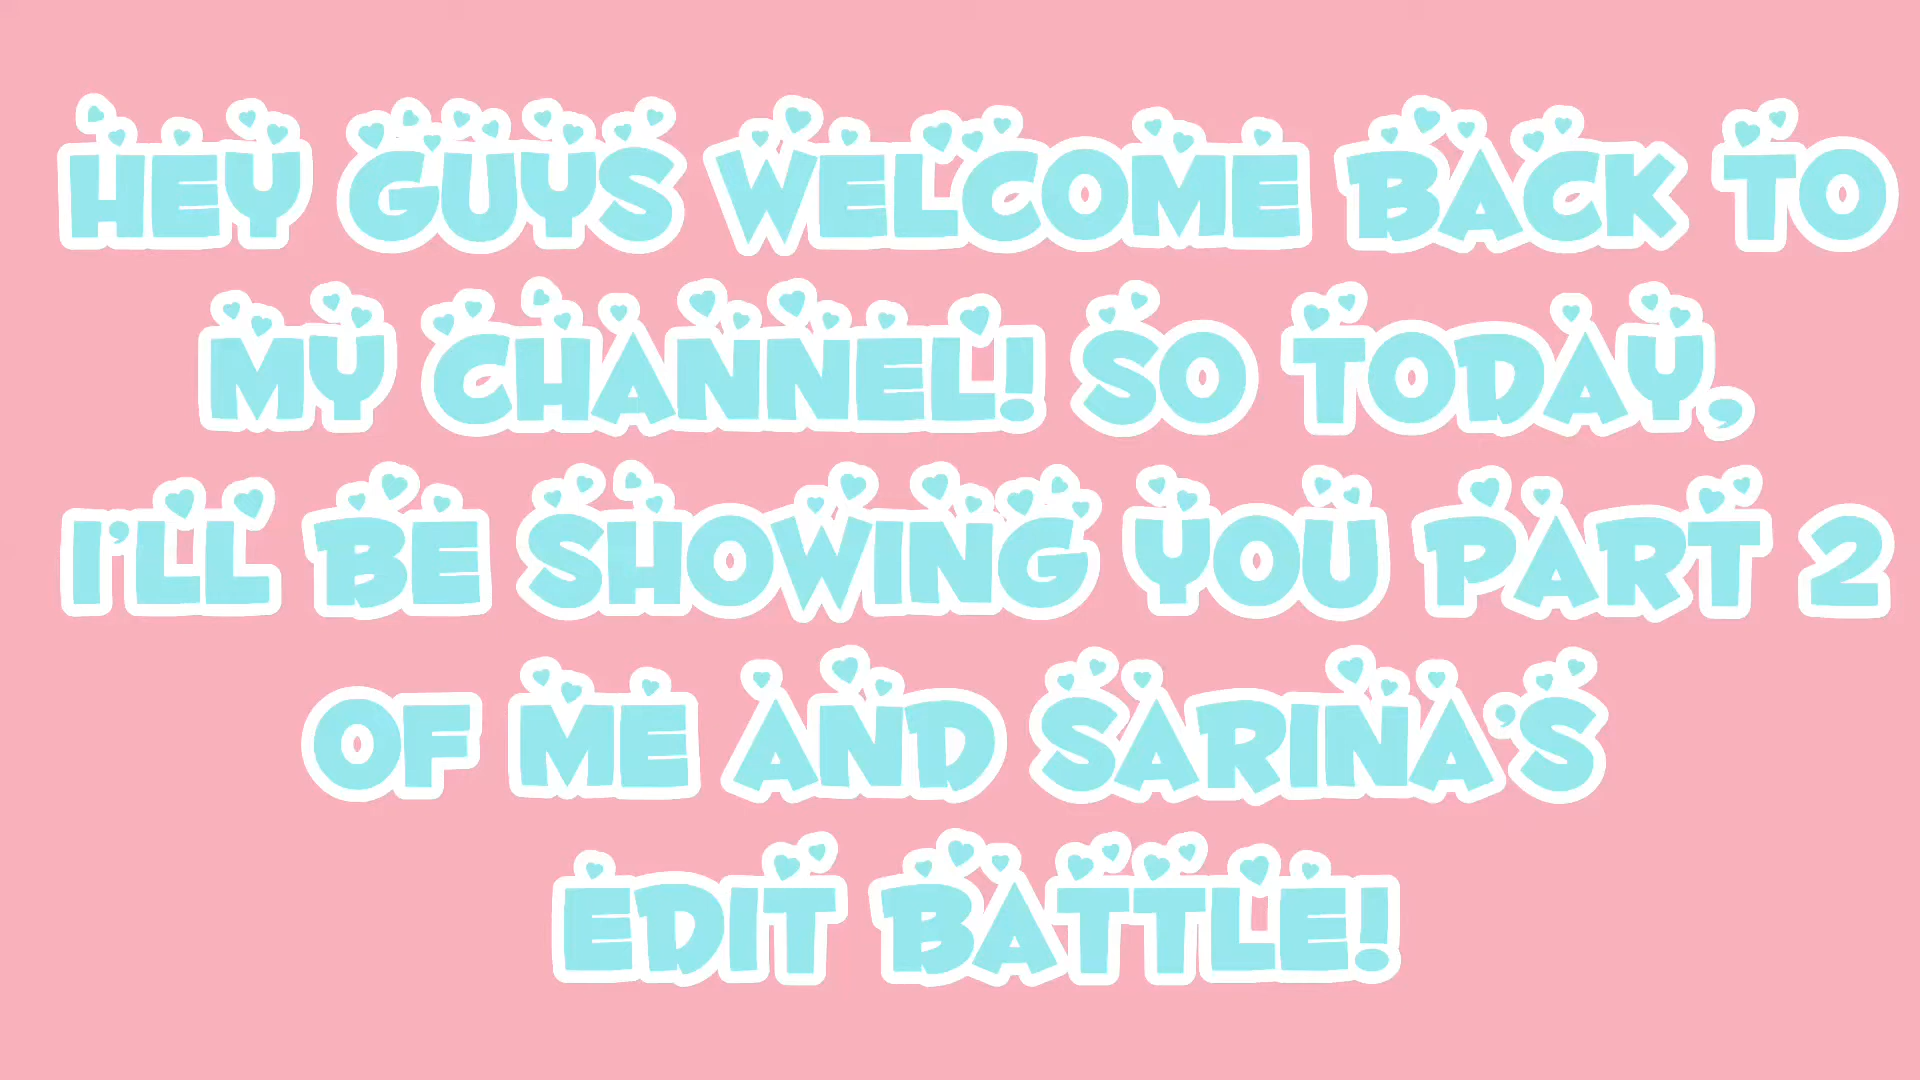 HEY GUYS WELCOME BACK TO
MY CHANNEL! SO TODAY,
I'LL BE SHOWING YOU PART 2
OF ME AND SARINA'S
EDIT BATTLE!